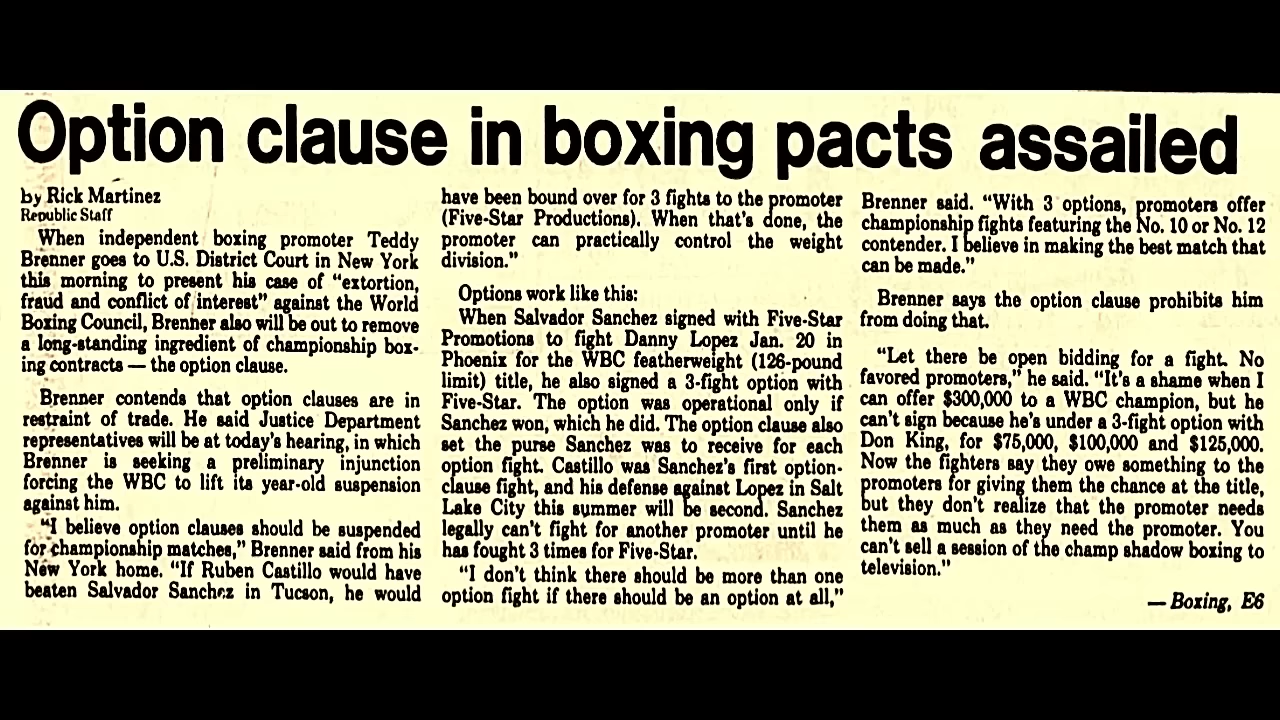 Option clause in boxing pacts assailed
by Rick Martinez
Republic Staff
When independent boxing promoter Teddy
Brenner goes to U.S. District Court in New York
this morning to present his case of “extortion,
fraud and conflict of interest” against the World
Boxing Council, Brenner also will be out to remove
a long-standing ingredient of championship box-
ing contracts — the option clause.
Brenner contends that option clauses are in
restraint of trade. He said Justice Department
representatives will be at today's hearing, in which
Brenner is seeking a preliminary injunction
forcing the WBC to lift its year-old suspension
against him.
“I believe option clauses should be suspended
for championship matches,” Brenner said from his
New York home. “If Ruben Castillo would have
beaten Salvador Sanchez in Tucson, he would
have been bound over for 3 fights to the promoter
(Five-Star Productions). When that's done, the
promoter can practically control the weight
division.”
Options work like this:
When Salvador Sanchez signed with Five-Star
Promotions to fight Danny Lopez Jan. 20 in
Phoenix for the WBC featherweight (126-pound
limit) title, he also signed a 3-fight option with
Five-Star. The option was operational only if
Sanchez won, which he did. The option clause also
set the purse Sanchez was to receive for each
option fight. Castillo was Sanchez's first option-
clause fight, and his defense against Lopez in Salt
Lake City this summer will be second. Sanchez
legally can't fight for another promoter until he
has fought 3 times for Five-Star.
“I don't think there should be more than one
option fight if there should be an option at all,”
Brenner said. “With 3 options, promoters offer
championship fights featuring the No. 10 or No. 12
contender. I believe in making the best match that
can be made.”
Brenner says the option clause prohibits him
from doing that.
“Let there be open bidding for a fight. No
favored promoters,” he said. “It's a shame when I
can offer $300,000 to a WBC champion, but he
can't sign because he's under a 3-fight option with
Don King, for $75,000, $100,000 and $125,000.
Now the fighters say they owe something to the
promoters for giving them the chance at the title,
but they don't realize that the promoter needs
them as much as they need the promoter. You
can't sell a session of the champ shadow boxing to
television.”
— Boxing, E6